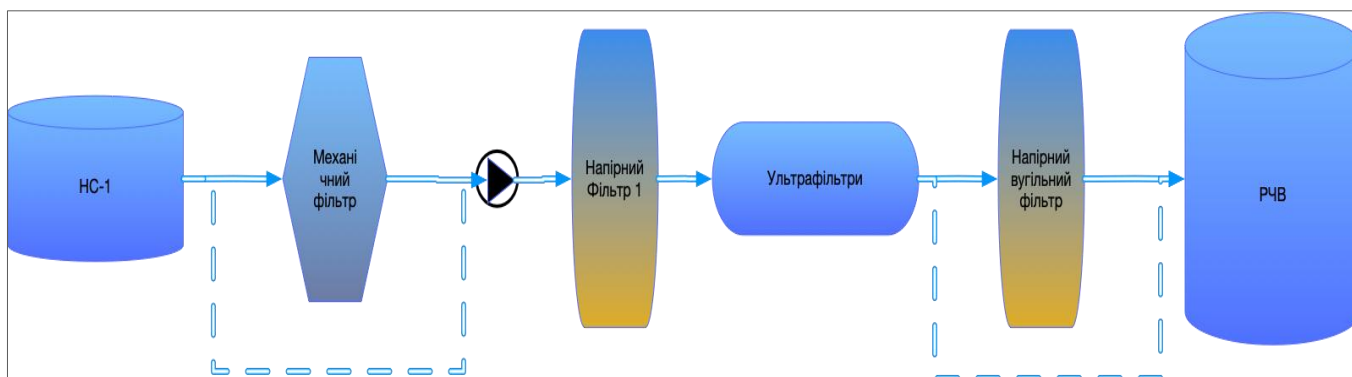 НС-1
Механі
чний
фільтр
Напірний
Фільтр 1
Ультрафільтри
Напірний
вугільний
фільтр
РЧВ